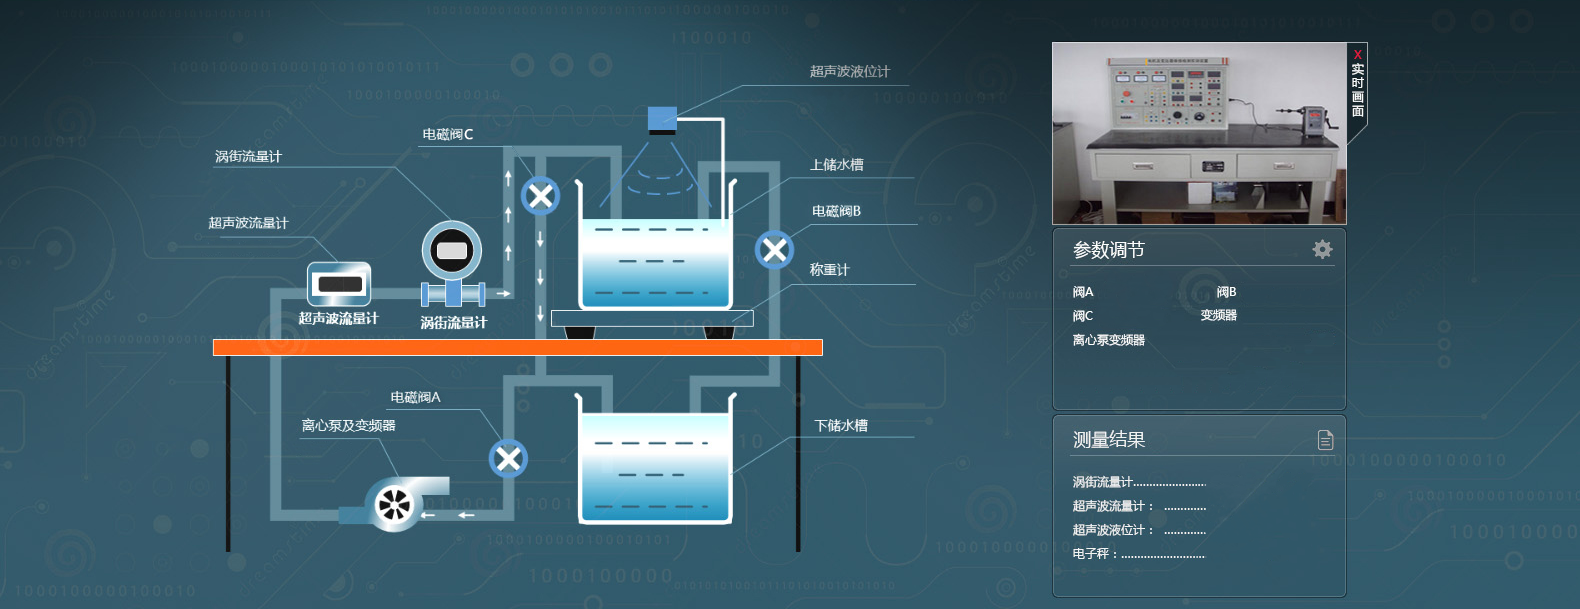 超声波液位计
电磁阀C
涡街流量计
上储水槽
超声波流量计
电磁阀B
称重计
超声波流量计
涡街流量计
电磁阀A
离心泵及变频器
下储水槽
X
实时画面
参数调节
阀A 阀B
阀C 变频器
离心泵变频器
测量结果
涡街流量计......................
超声波流量计： .............
超声波液位计： .............
电子秤：..........................